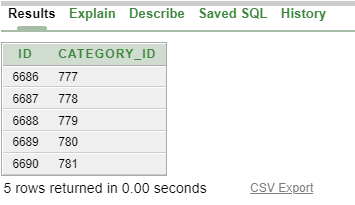 Results Explain Describe Saved SQL History
ID CATEGORY_ID
6686 777
6687 778
6688 779
6689 780
6690 781
5 rows returned in 0.00 seconds CSV Export